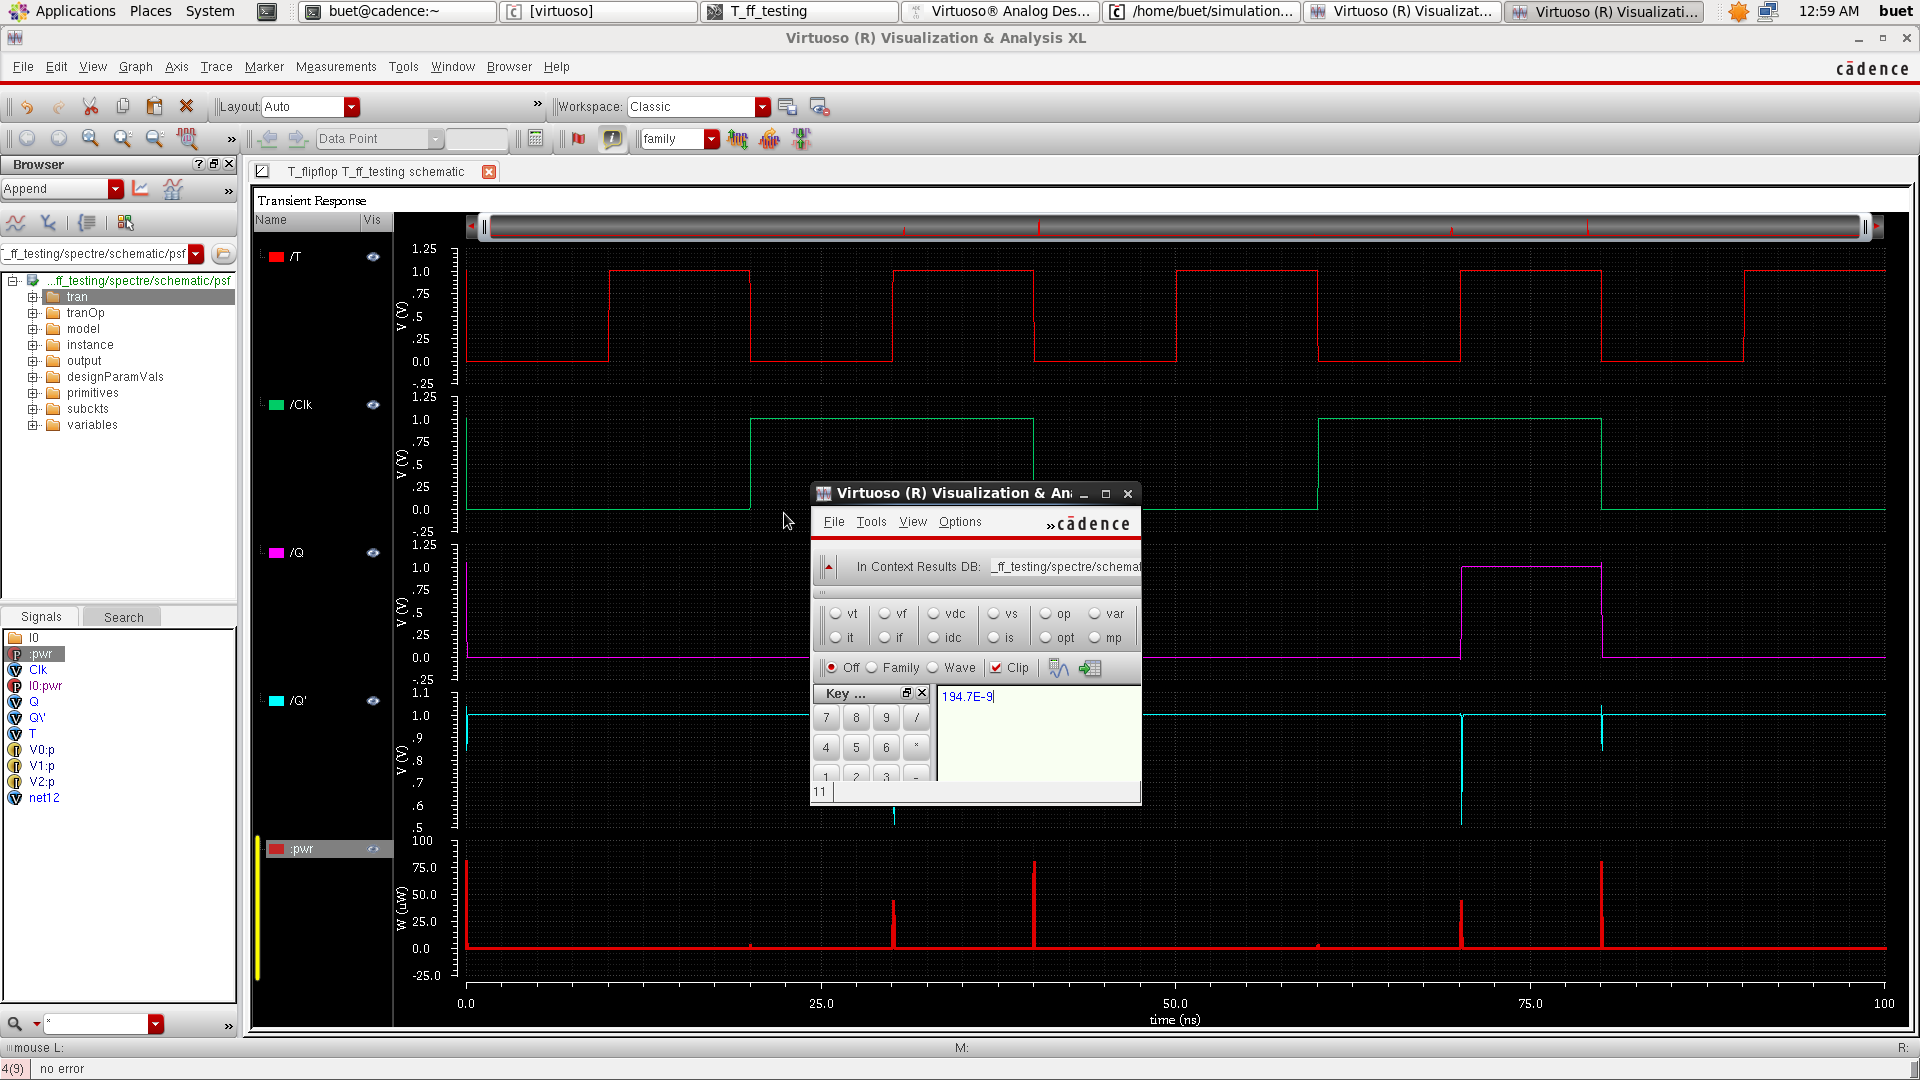 Applications Places System buet@cadence:~ [virtuoso] T_ff_testing Virtuoso® Analog Des... /home/buet/simulation... Virtuoso (R) Visualizat... Virtuoso (R) Visualizati... 12:59 AM buet
Virtuoso (R) Visualization & Analysis XL
File Edit View Graph Axis Trace Marker Measurements Tools Window Browser Help cādence
Layout: Auto » Workspace: Classic
» Data Point family
Browser
T_flipflop T_ff_testing schematic
Append »
Transient Response
Name Vis
_ff_testing/spectre/schematic/psf
...ff_testing/spectre/schematic/psf
tran
tranOp
model
instance
output
designParamVals
primitives
subckts
variables
Signals Search
I0
:pwr
Clk
I0:pwr
Q
Q\'
T
V0:p
V1:p
V2:p
net12
*
»
/T
1.25
1.0
.75
.5
.25
0.0
-.25
V (V)
/Clk
1.25
1.0
.75
.5
.25
0.0
-.25
V (V)
/Q
1.25
1.0
.75
.5
.25
0.0
-.25
V (V)
/Q'
1.1
1.0
.9
.8
.7
.6
.5
V (V)
:pwr
100
75.0
50.0
25.0
0.0
-25.0
W (uW)
0.0 25.0 50.0 75.0 100
time (ns)
Virtuoso (R) Visualization & An
File Tools View Options »cādence
In Context Results DB: _ff_testing/spectre/schemat
vt vf vdc vs op var
it if idc is opt mp
Off Family Wave Clip
Key ...
194.7E-9
7 8 9 /
4 5 6 *
1 2 3 -
11
mouse L: M: R:
4(9) no error